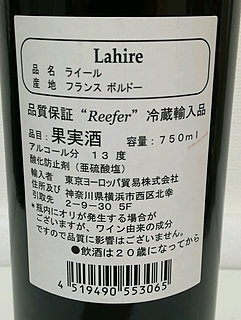 Lahire
品 名 ライール
産 地 フランス ボルドー
品質保証 “Reefer” 冷蔵輸入品
品目：果実酒 容量：750ml
アルコール分 １３ 度
酸化防止剤（亜硫酸塩）
輸入者 東京ヨーロッパ貿易株式会社
住所及び 神奈川県横浜市西区北幸
引取先 2－9－30 5F
＊瓶内にオリが発生する場合が
ございますが、ワイン由来の成分
ですので品質に影響はございません。
●飲酒は２０歳になってから
4 519490 553065